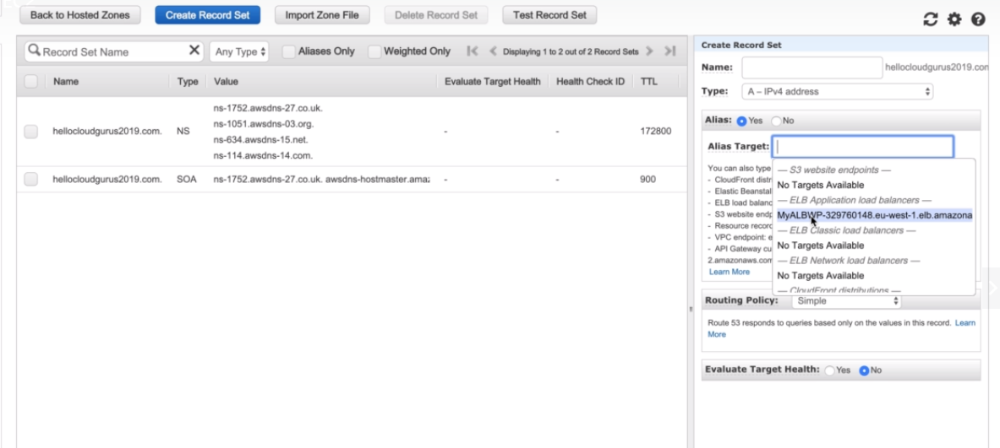 Back to Hosted Zones
Create Record Set
Import Zone File
Delete Record Set
Test Record Set
Record Set Name
Any Type
Aliases Only
Weighted Only
Displaying 1 to 2 out of 2 Record Sets
Name
Type
Value
Evaluate Target Health
Health Check ID
TTL
hellocloudgurus2019.com.
NS
ns-1752.awsdns-27.co.uk.
ns-1051.awsdns-03.org.
ns-634.awsdns-15.net.
ns-114.awsdns-14.com.
-
-
172800
hellocloudgurus2019.com.
SOA
ns-1752.awsdns-27.co.uk. awsdns-hostmaster.ama
-
-
900
Create Record Set
Name:
hellocloudgurus2019.com
Type:
A – IPv4 address
Alias:
Yes
No
Alias Target:
You can also type
- CloudFront distr
- Elastic Beanstal
- ELB load balanc
- S3 website endp
- Resource recor
- VPC endpoint: e
- API Gateway cu
2.amazonaws.com
Learn More
— S3 website endpoints —
No Targets Available
— ELB Application load balancers —
MyALBWP-329760148.eu-west-1.elb.amazona
— ELB Classic load balancers —
No Targets Available
— ELB Network load balancers —
No Targets Available
— CloudFront distributions —
Routing Policy:
Simple
Route 53 responds to queries based only on the values in this record. Learn
More
Evaluate Target Health:
Yes
No